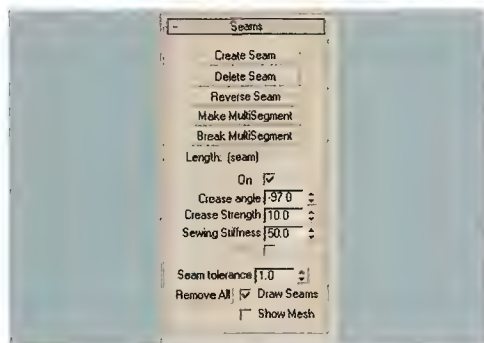 - Seams
Create Seam
Delete Seam
Reverse Seam
Make MultiSegment
Break MultiSegment
Length: (seam)
On
Crease angle -97.0
Crease Strength 10.0
Sewing Stiffness 50.0
Seam tolerance 1.0
Remove All Draw Seams
Show Mesh